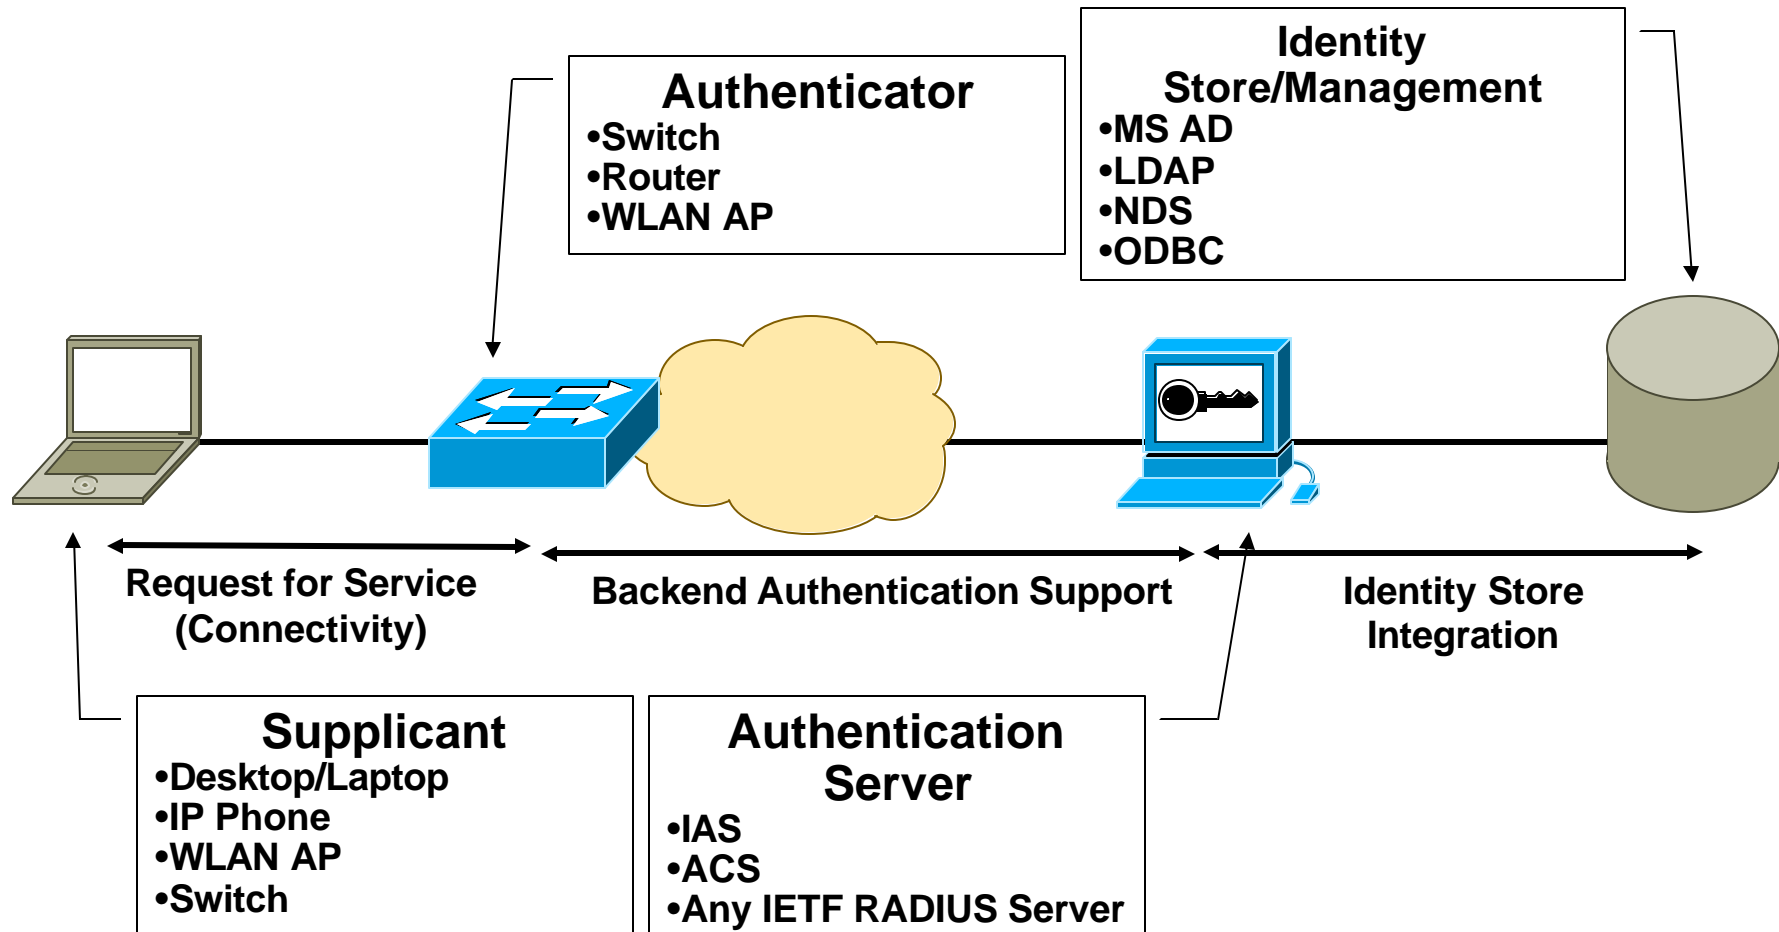 Authenticator
•Switch
•Router
•WLAN AP
Identity
Store/Management
•MS AD
•LDAP
•NDS
•ODBC
Request for Service
(Connectivity)
Backend Authentication Support
Identity Store
Integration
Supplicant
•Desktop/Laptop
•IP Phone
•WLAN AP
•Switch
Authentication
Server
•IAS
•ACS
•Any IETF RADIUS Server